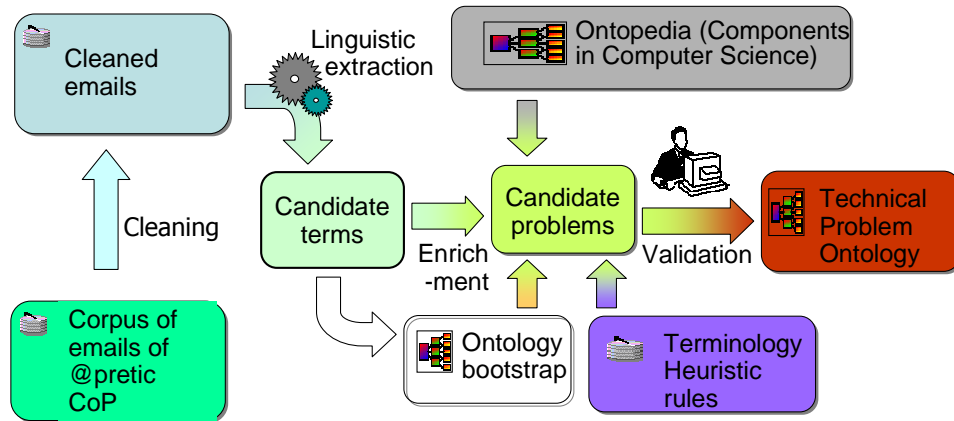 Cleaned
emails
Linguistic
extraction
Ontopedia (Components
in Computer Science)
Cleaning
Candidate
terms
Enrich
-ment
Candidate
problems
Validation
Technical
Problem
Ontology
Corpus of
emails of
@pretic
CoP
Ontology
bootstrap
Terminology
Heuristic
rules